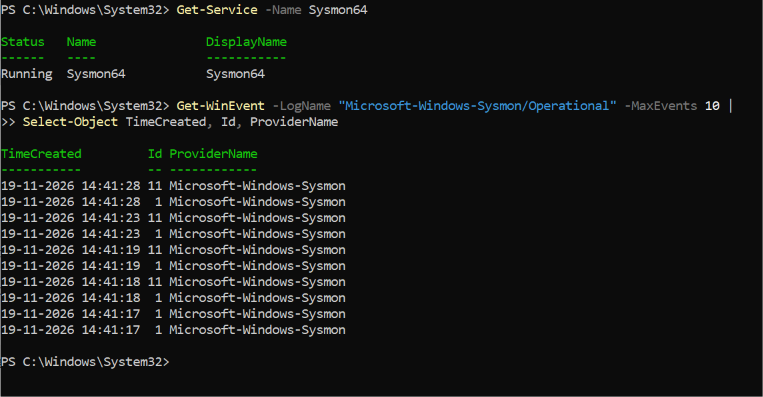 PS C:\Windows\System32> Get-Service -Name Sysmon64
Status   Name               DisplayName
------   ----               -----------
Running  Sysmon64           Sysmon64
PS C:\Windows\System32> Get-WinEvent -LogName "Microsoft-Windows-Sysmon/Operational" -MaxEvents 10 |
>> Select-Object TimeCreated, Id, ProviderName
TimeCreated         Id ProviderName
-----------         -- ------------
19-11-2026 14:41:28 11 Microsoft-Windows-Sysmon
19-11-2026 14:41:28  1 Microsoft-Windows-Sysmon
19-11-2026 14:41:23 11 Microsoft-Windows-Sysmon
19-11-2026 14:41:23  1 Microsoft-Windows-Sysmon
19-11-2026 14:41:19 11 Microsoft-Windows-Sysmon
19-11-2026 14:41:19  1 Microsoft-Windows-Sysmon
19-11-2026 14:41:18 11 Microsoft-Windows-Sysmon
19-11-2026 14:41:18  1 Microsoft-Windows-Sysmon
19-11-2026 14:41:17  1 Microsoft-Windows-Sysmon
19-11-2026 14:41:17  1 Microsoft-Windows-Sysmon
PS C:\Windows\System32>